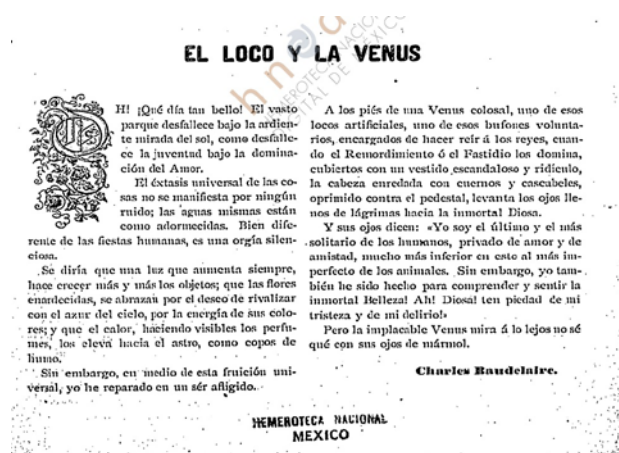 EL LOCO Y LA VENUS
OH! ¡Qué día tan bello! El vasto
parque desfallece bajo la ardien-
te mirada del sol, como desfalle-
ce la juventud bajo la domina-
ción del Amor.
El éxtasis universal de las co-
sas no se manifiesta por ningún
ruido; las aguas mismas están
como adormecidas. Bien dife-
rente de las fiestas humanas, es una orgía silen-
ciosa.
Se diría que una luz que aumenta siempre,
hace crecer más y más los objetos; que las flores
enardecidas, se abrazan por el deseo de rivalizar
con el azur del cielo, por la energía de sus colo-
res; y que el calor, haciendo visibles los perfu-
mes, los eleva hacia el astro, como copos de
humo.
Sin embargo, en medio de esta fruición uni-
versal, yo he reparado en un sér afligido.
A los piés de una Venus colosal, uno de esos
locos artificiales, uno de esos bufones volunta-
rios, encargados de hacer reír á los reyes, cuan-
do el Remordimiento ó el Fastidio los domina,
cubiertos con un vestido escandaloso y ridículo,
la cabeza enredada con cuernos y cascabeles,
oprimido contra el pedestal, levanta los ojos lle-
nos de lágrimas hacia la inmortal Diosa.
Y sus ojos dicen: «Yo soy el último y el más
solitario de los humanos, privado de amor y de
amistad, mucho más inferior en esto al más im-
perfecto de los animales. Sin embargo, yo tam-
bién he sido hecho para comprender y sentir la
inmortal Belleza! Ah! Diosa! ten piedad de mi
tristeza y de mi delirio!»
Pero la implacable Venus mira á lo lejos no sé
qué con sus ojos de mármol.
Charles Baudelaire.
HEMEROTECA NACIONAL
MEXICO